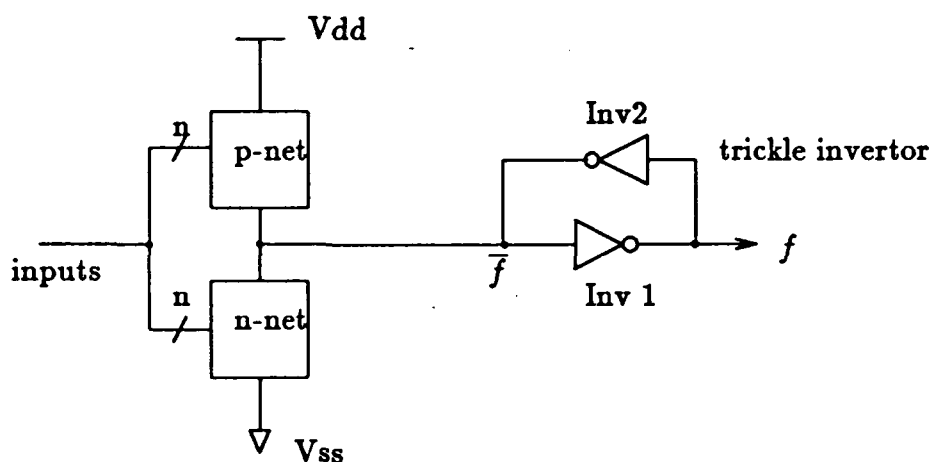 Vdd
n
p-net
Inv2
trickle invertor
inputs
f
f
n
n-net
Inv 1
Vss